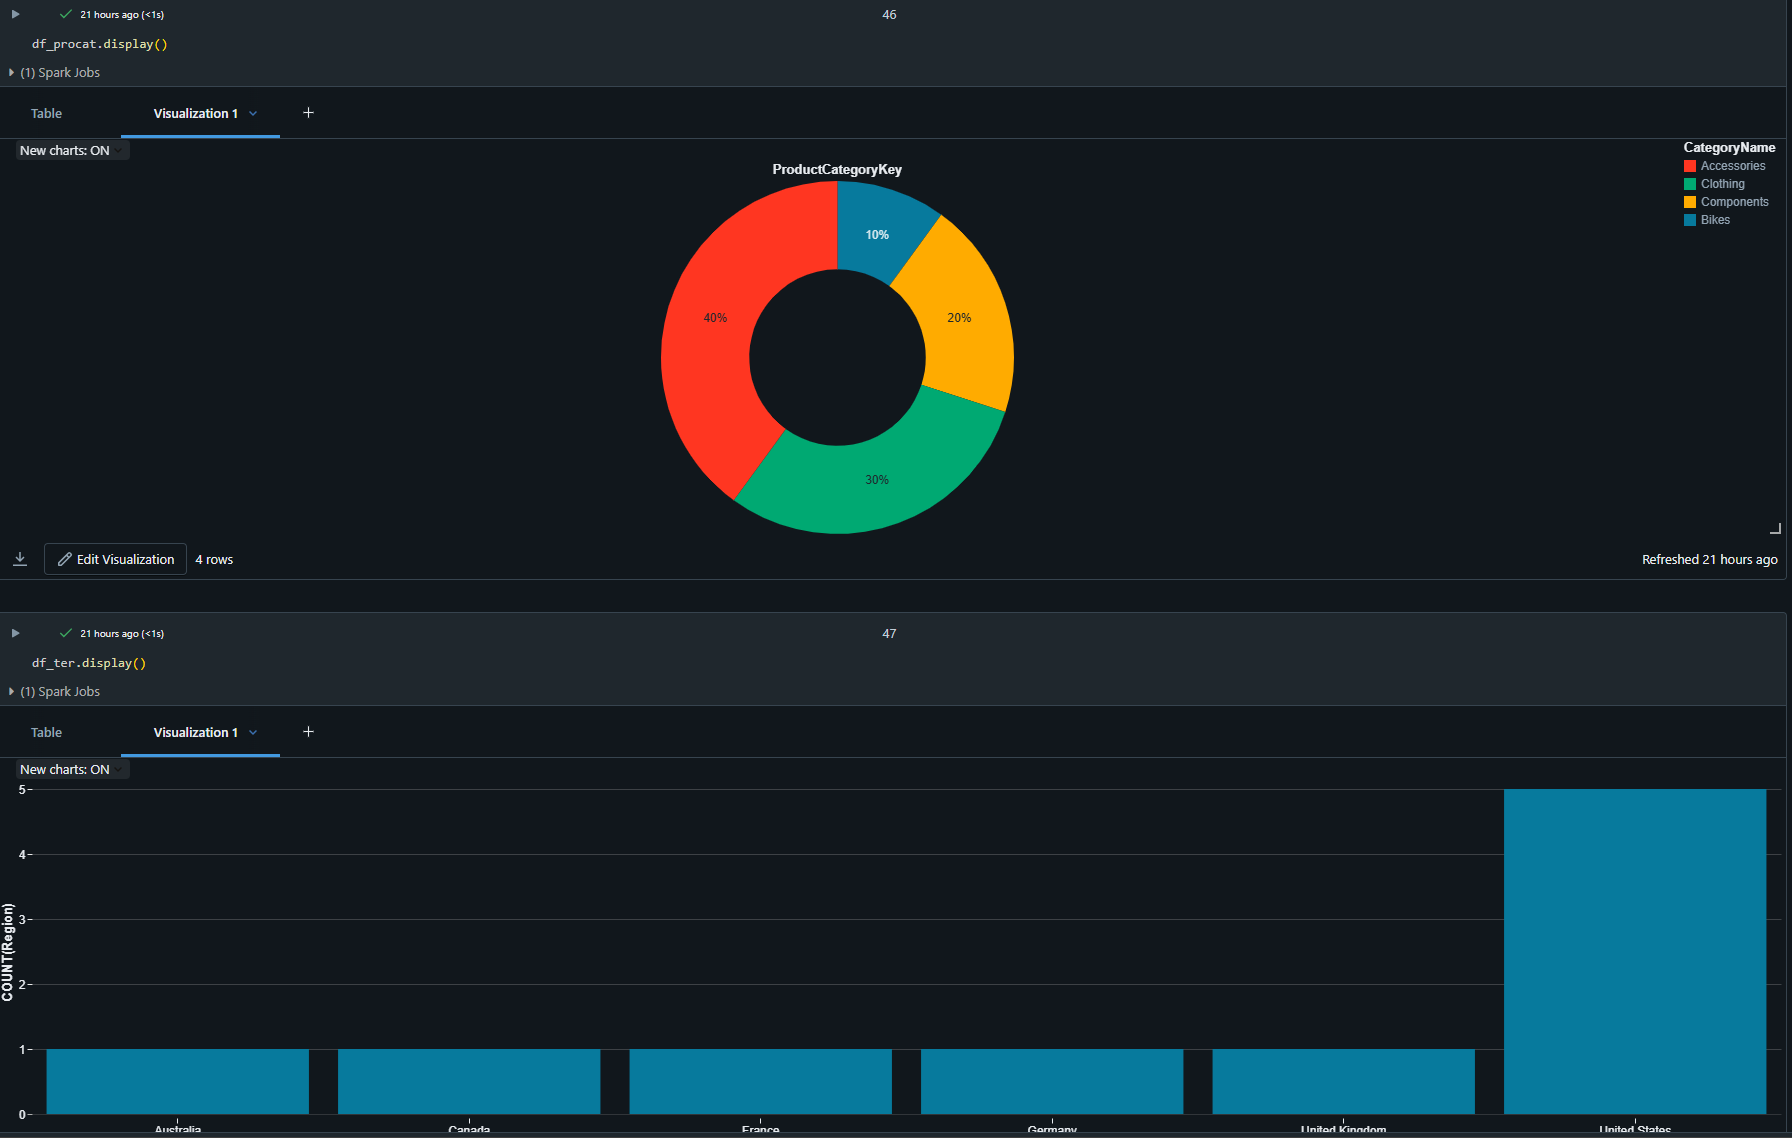 21 hours ago (<1s)
46
df_procat.display()
(1) Spark Jobs
Table
Visualization 1
+
New charts: ON
ProductCategoryKey
CategoryName
Accessories
Clothing
Components
Bikes
10%
40%
20%
30%
Edit Visualization
4 rows
Refreshed 21 hours ago
21 hours ago (<1s)
47
df_ter.display()
(1) Spark Jobs
Table
Visualization 1
+
New charts: ON
5
4
3
2
1
0
COUNT(Region)
Australia
Canada
France
Germany
United Kingdom
United States